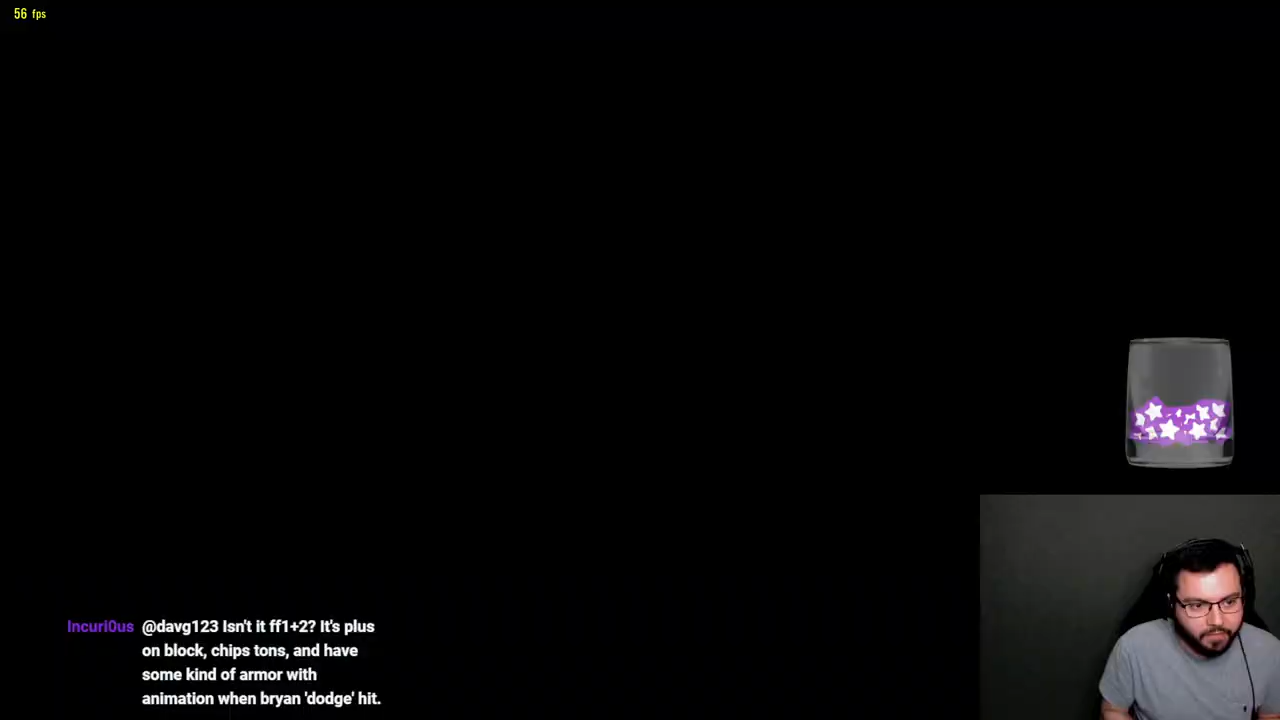 56 fps
Incuri0us @davg123 Isn't it ff1+2? It's plus
on block, chips tons, and have
some kind of armor with
animation when bryan 'dodge' hit.